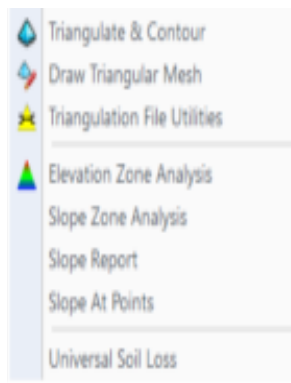 Triangulate & Contour
Draw Triangular Mesh
Triangulation File Utilities
Elevation Zone Analysis
Slope Zone Analysis
Slope Report
Slope At Points
Universal Soil Loss